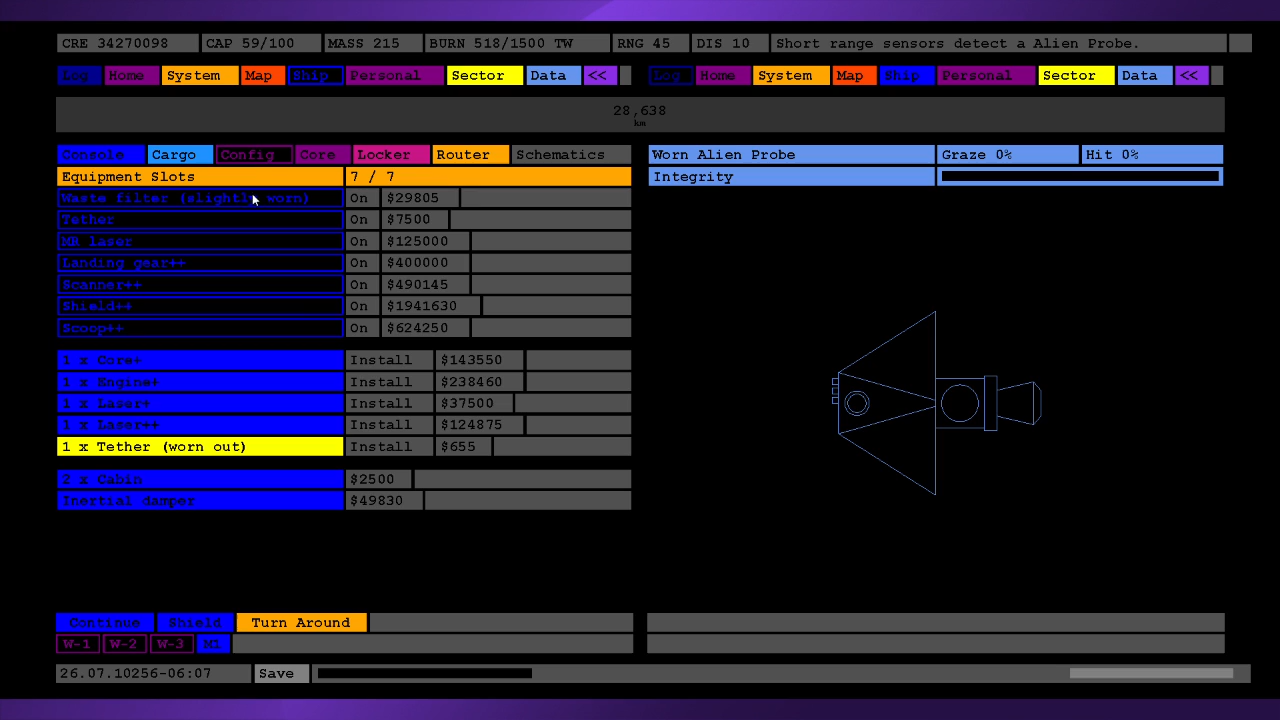 CRE 34270098 CAP 59/100 MASS 215 BURN 518/1500 TW RNG 45 DIS 10 Short range sensors detect a Alien Probe.
Log Home System Map Ship Personal Sector Data << Log Home System Map Ship Personal Sector Data <<
28,638
km
Console Cargo Config Core Locker Router Schematics Worn Alien Probe Graze 0% Hit 0%
Equipment Slots 7 / 7 Integrity
Waste filter (slightly worn) On $29805
Tether On $7500
MR laser On $125000
Landing gear++ On $400000
Scanner++ On $490145
Shield++ On $1941630
Scoop++ On $624250
1 x Core+ Install $143550
1 x Engine+ Install $238460
1 x Laser+ Install $37500
1 x Laser++ Install $124875
1 x Tether (worn out) Install $655
2 x Cabin $2500
Inertial damper $49830
Continue Shield Turn Around
W-1 W-2 W-3 M1
26.07.10256-06:07 Save